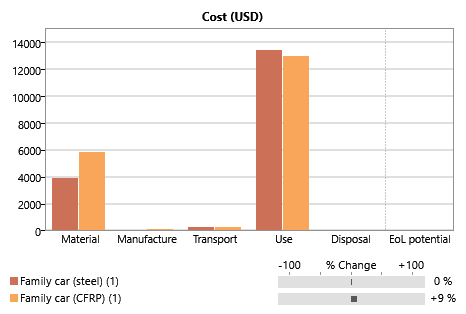 Cost (USD)
14000
12000
10000
8000
6000
4000
2000
0
Material Manufacture Transport Use Disposal EoL potential
-100 % Change +100
Family car (steel) (1) 0 %
Family car (CFRP) (1) +9 %